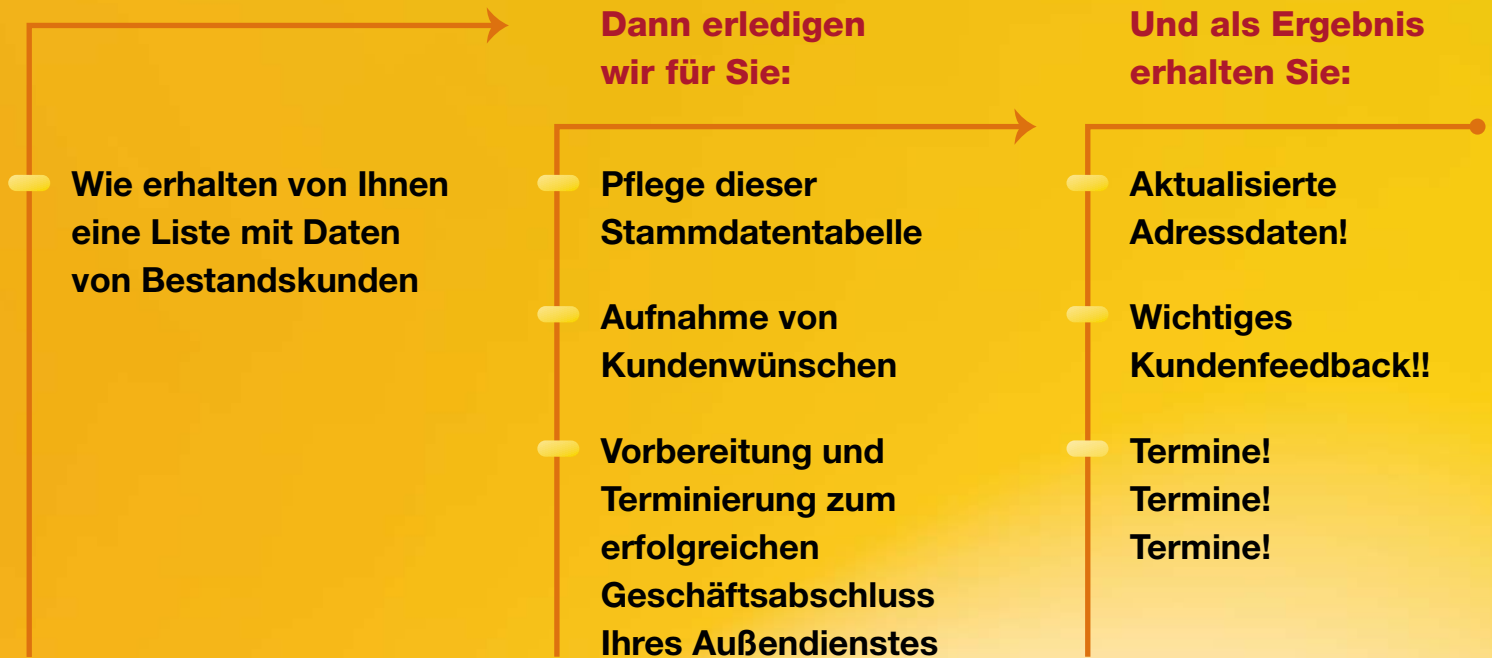 Wie erhalten von Ihnen
eine Liste mit Daten
von Bestandskunden
Dann erledigen
wir für Sie:
Pflege dieser
Stammdatentabelle
Aufnahme von
Kundenwünschen
Vorbereitung und
Terminierung zum
erfolgreichen
Geschäftsabschluss
Ihres Außendienstes
Und als Ergebnis
erhalten Sie:
Aktualisierte
Adressdaten!
Wichtiges
Kundenfeedback!!
Termine!
Termine!
Termine!